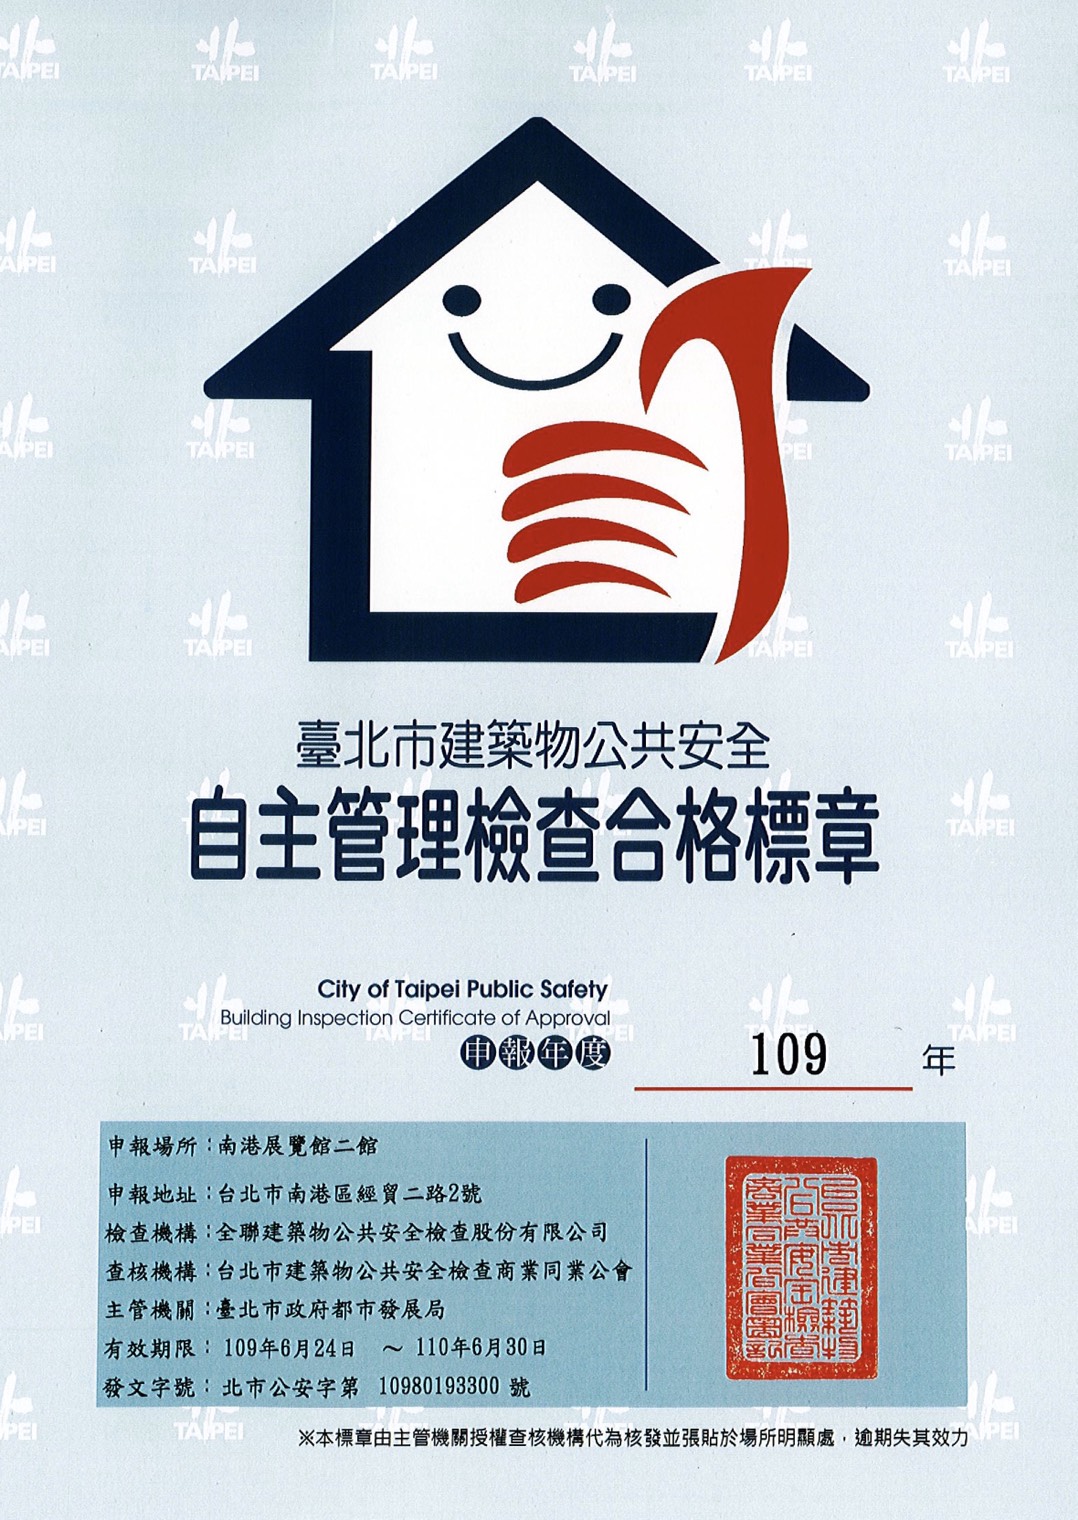 臺北市建築物公共安全
自主管理檢查合格標章
City of Taipei Public Safety
Building Inspection Certificate of Approval
申報年度 109 年
申報場所：南港展覽館二館
申報地址：台北市南港區經貿二路2號
檢查機構：全聯建築物公共安全檢查股份有限公司
查核機構：台北市建築物公共安全檢查商業同業公會
主管機關：臺北市政府都市發展局
有效期限：109年6月24日 ～ 110年6月30日
發文字號：北市公安字第 10980193300 號
※本標章由主管機關授權查核機構代為核發並張貼於場所明顯處，逾期失其效力
北 TAIPEI